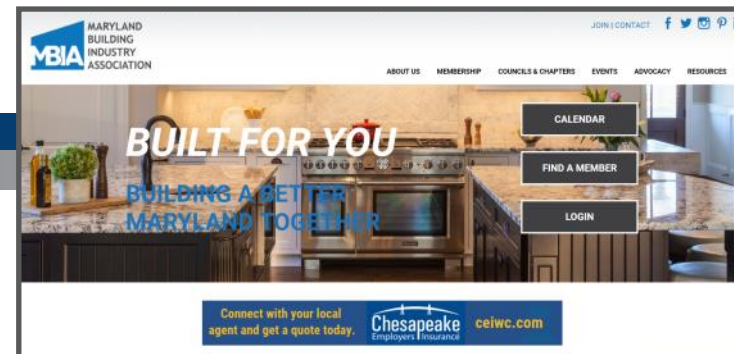 MARYLAND
BUILDING
INDUSTRY
ASSOCIATION
MBIA
JOIN | CONTACT
ABOUT US MEMBERSHIP COUNCILS & CHAPTERS EVENTS ADVOCACY RESOURCES
BUILT FOR YOU
BUILDING A BETTER
MARYLAND TOGETHER
CALENDAR
FIND A MEMBER
LOGIN
Connect with your local
agent and get a quote today.
Chesapeake
Employers Insurance
ceiwc.com